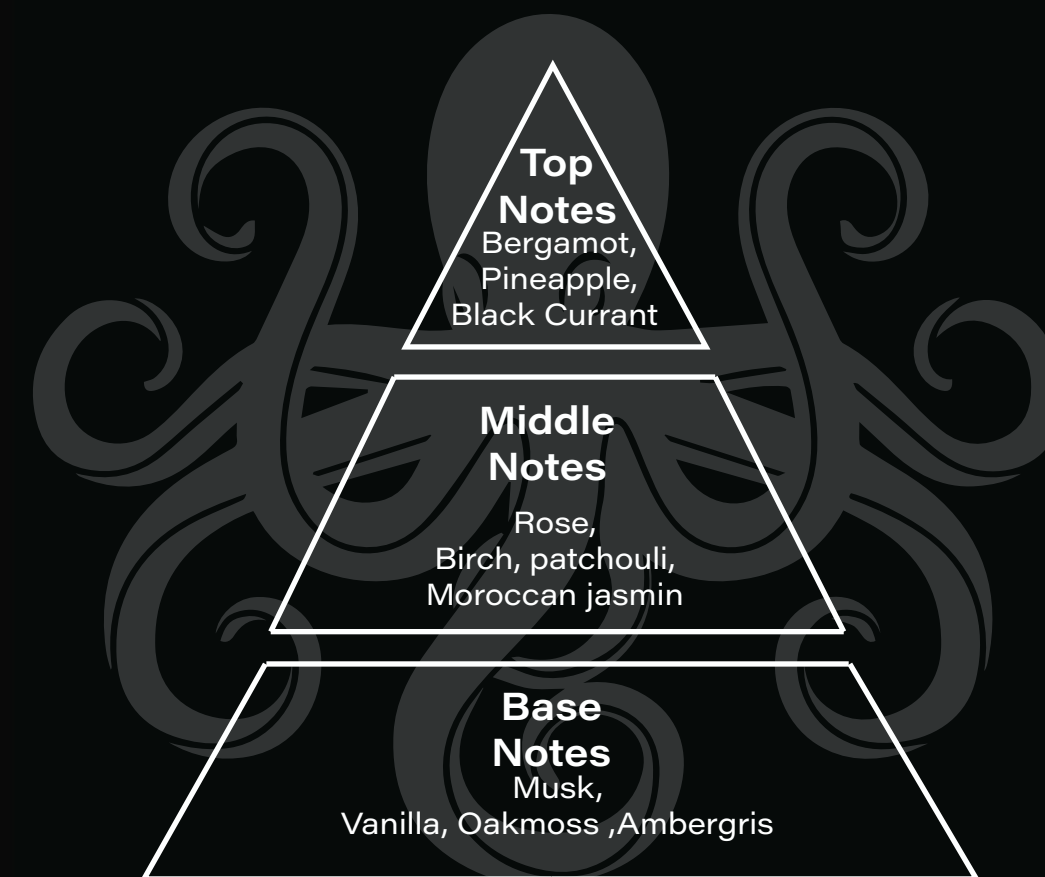 Top
Notes
Bergamot,
Pineapple,
Black Currant
Middle
Notes
Rose,
Birch, patchouli,
Moroccan jasmin
Base
Notes
Musk,
Vanilla, Oakmoss ,Ambergris